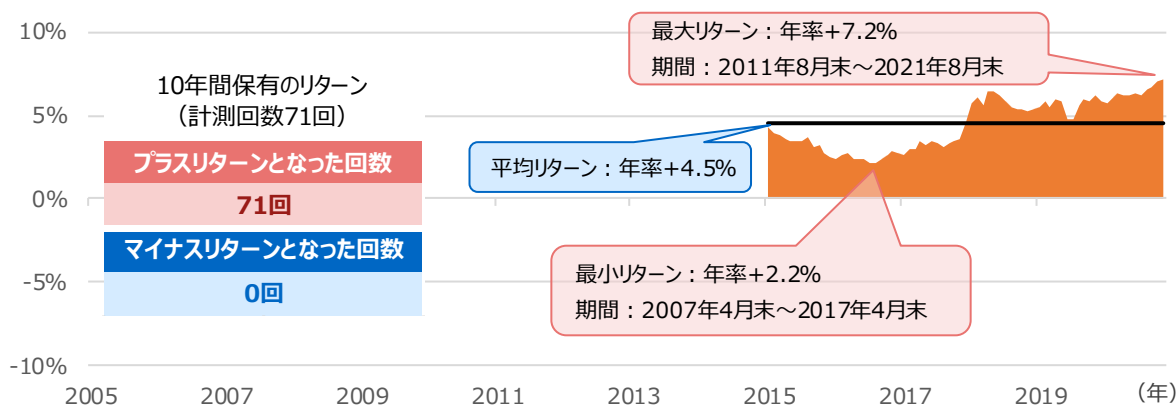 10%
5%
0%
-5%
-10%
10年間保有のリターン
（計測回数71回）
プラスリターンとなった回数
71回
マイナスリターンとなった回数
0回
最大リターン：年率+7.2%
期間：2011年8月末～2021年8月末
平均リターン：年率+4.5%
最小リターン：年率+2.2%
期間：2007年4月末～2017年4月末
2005 2007 2009 2011 2013 2015 2017 2019 （年）